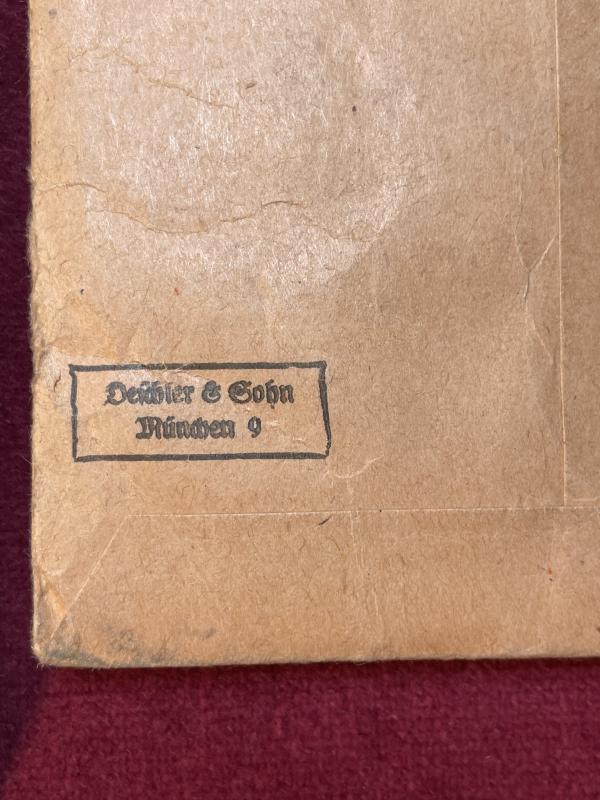 Deschler & Sohn
München 9